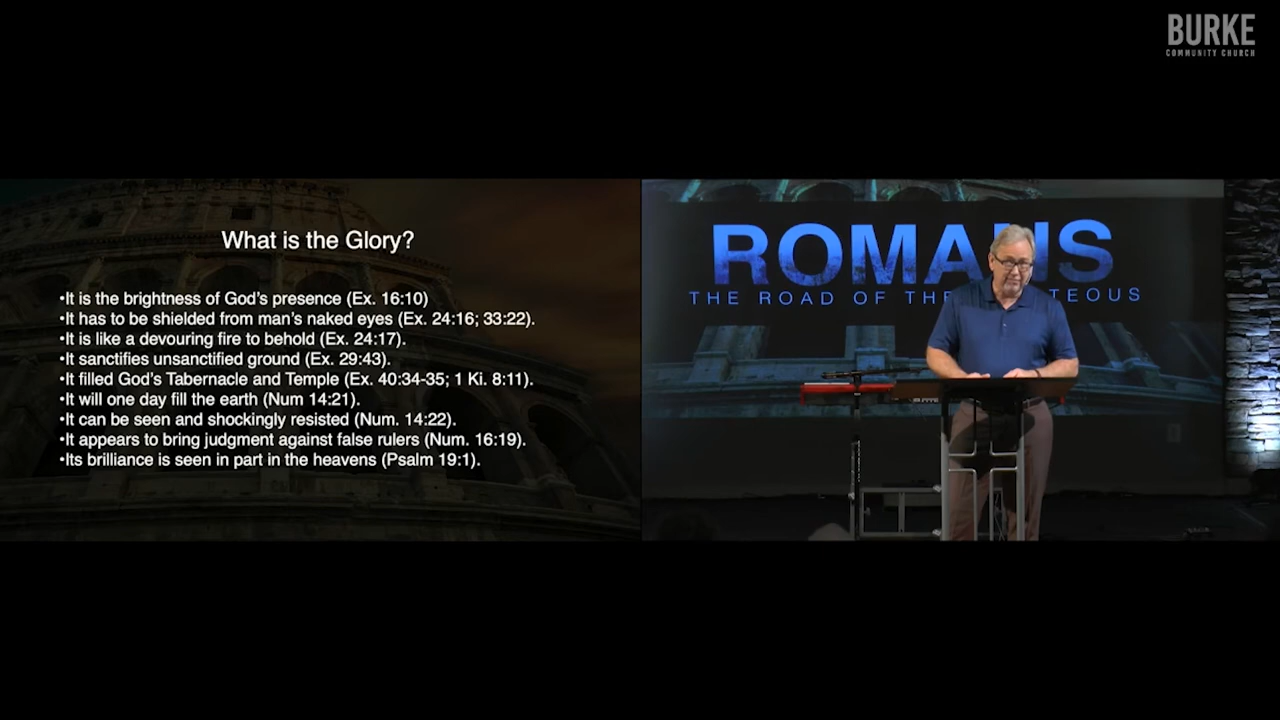 BURKE
COMMUNITY CHURCH
What is the Glory?
•It is the brightness of God's presence (Ex. 16:10)
•It has to be shielded from man's naked eyes (Ex. 24:16; 33:22).
•It is like a devouring fire to behold (Ex. 24:17).
•It sanctifies unsanctified ground (Ex. 29:43).
•It filled God's Tabernacle and Temple (Ex. 40:34-35; 1 Ki. 8:11).
•It will one day fill the earth (Num 14:21).
•It can be seen and shockingly resisted (Num. 14:22).
•It appears to bring judgment against false rulers (Num. 16:19).
•Its brilliance is seen in part in the heavens (Psalm 19:1).
ROMANS
THE ROAD OF THE TEOUS